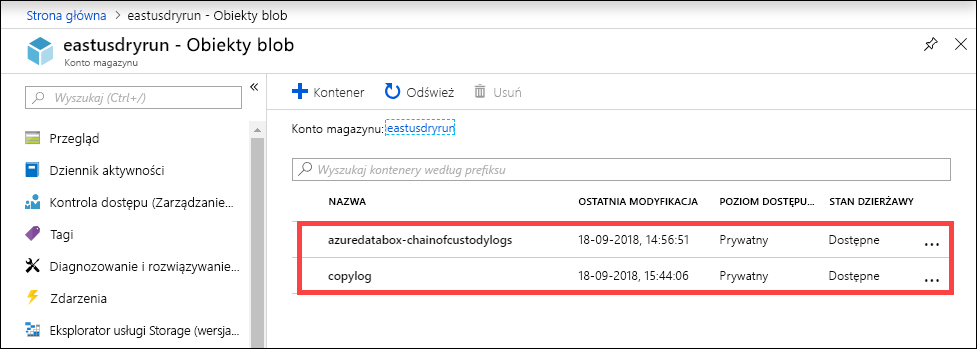 Strona główna > eastusdryrun - Obiekty blob
eastusdryrun - Obiekty blob
Konto magazynu
Wyszukaj (Ctrl+/)
Przegląd
Dziennik aktywności
Kontrola dostępu (Zarządzanie...
Tagi
Diagnozowanie i rozwiązywanie...
Zdarzenia
Eksplorator usługi Storage (wersja...
Kontener Odśwież Usuń
Konto magazynu: eastusdryrun
Wyszukaj kontenery według prefiksu
NAZWA OSTATNIA MODYFIKACJA POZIOM DOSTĘPU... STAN DZIERŻAWY
azuredatabox-chainofcustodylogs 18-09-2018, 14:56:51 Prywatny Dostępne ...
copylog 18-09-2018, 15:44:06 Prywatny Dostępne ...